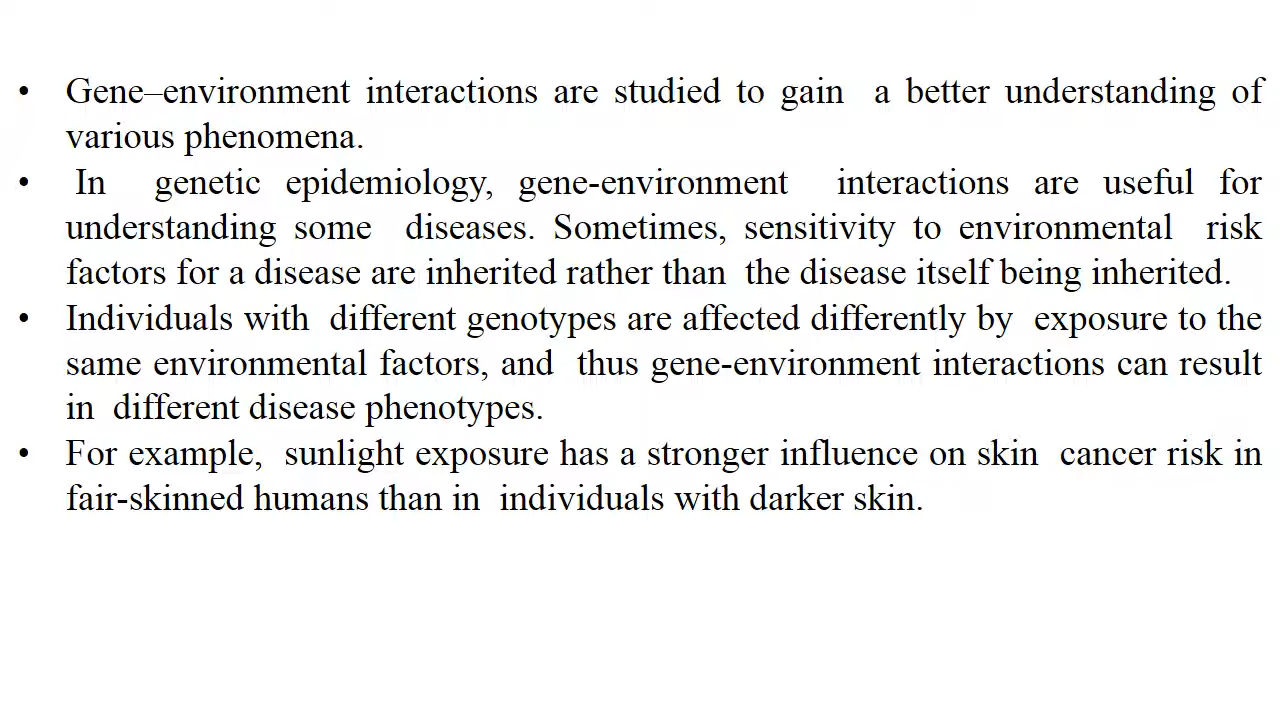 • Gene–environment interactions are studied to gain a better understanding of
various phenomena.
• In genetic epidemiology, gene-environment interactions are useful for
understanding some diseases. Sometimes, sensitivity to environmental risk
factors for a disease are inherited rather than the disease itself being inherited.
• Individuals with different genotypes are affected differently by exposure to the
same environmental factors, and thus gene-environment interactions can result
in different disease phenotypes.
• For example, sunlight exposure has a stronger influence on skin cancer risk in
fair-skinned humans than in individuals with darker skin.